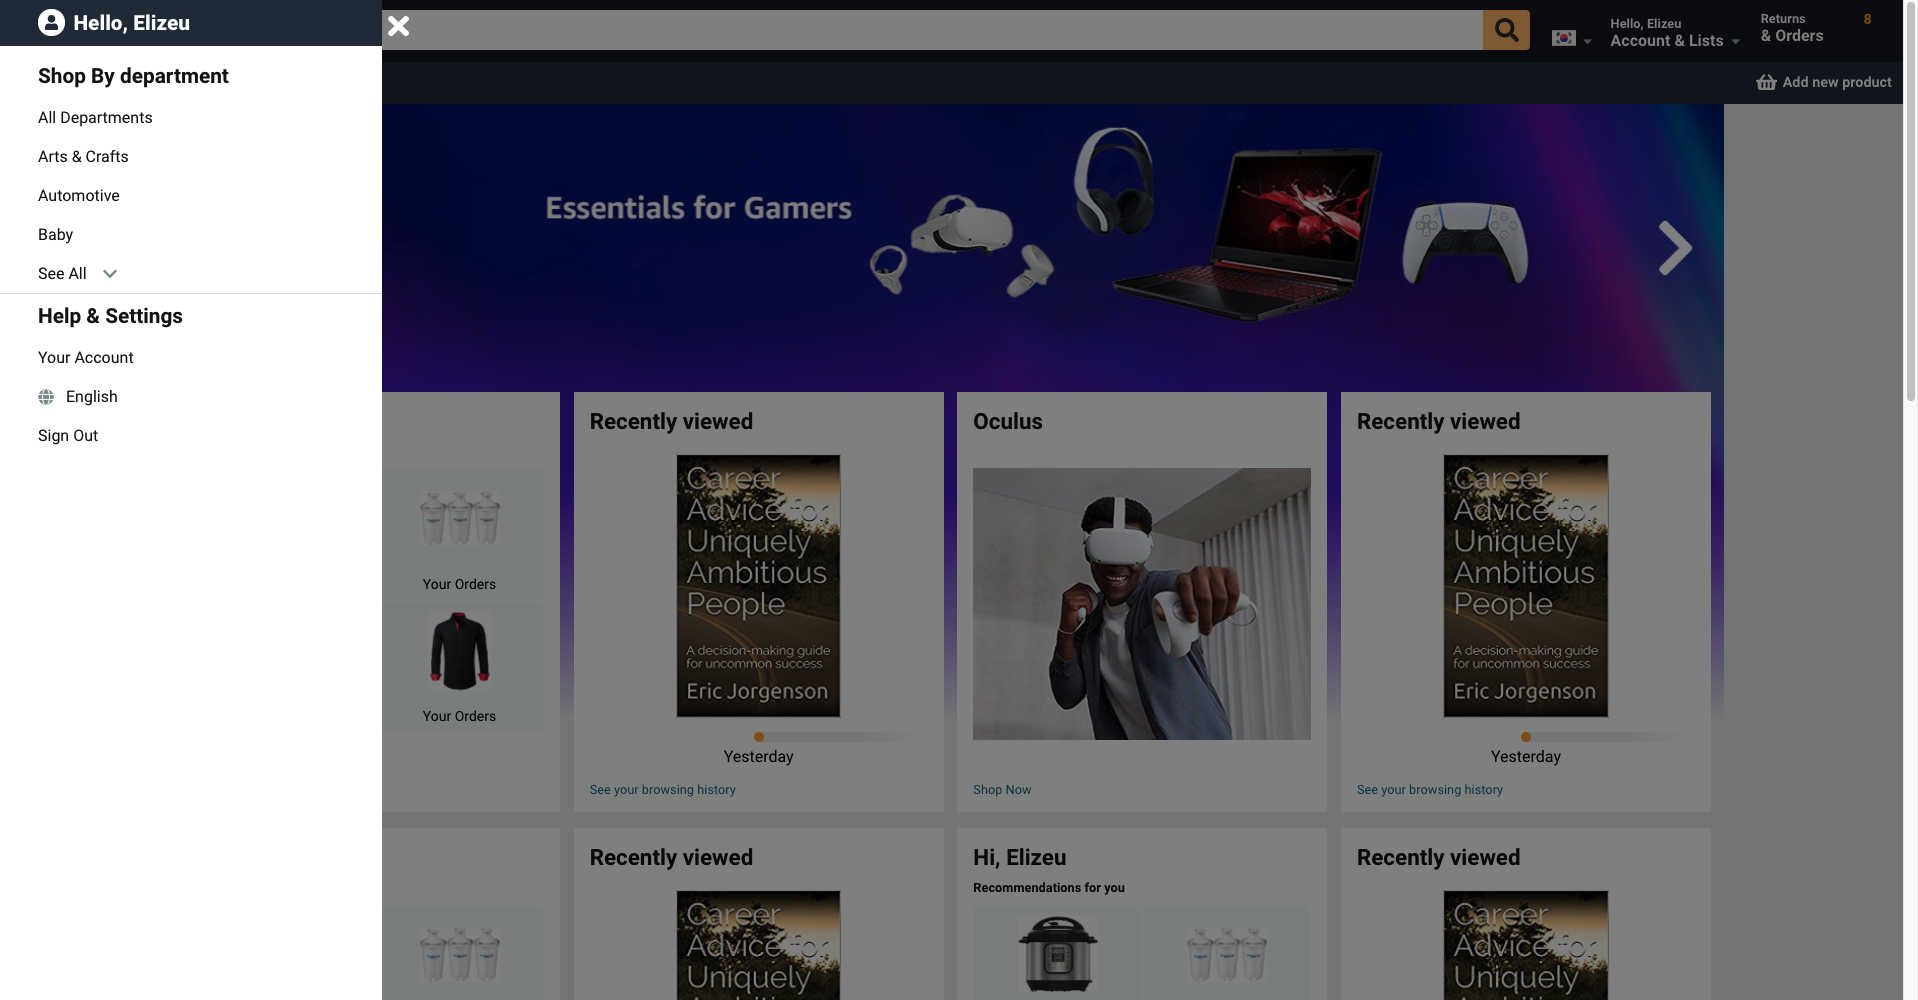 Hello, Elizeu
Shop By department
All Departments
Arts & Crafts
Automotive
Baby
See All
Help & Settings
Your Account
English
Sign Out
Hello, Elizeu
Account & Lists
Returns
& Orders
8
Add new product
Essentials for Gamers
Your Orders
Your Orders
Recently viewed
Career
Advice for
Uniquely
Ambitious
People
A decision-making guide
for uncommon success
Eric Jorgenson
Yesterday
See your browsing history
Oculus
Shop Now
Recently viewed
Career
Advice for
Uniquely
Ambitious
People
A decision-making guide
for uncommon success
Eric Jorgenson
Yesterday
See your browsing history
Recently viewed
Career
Advice for
Uniquely
Hi, Elizeu
Recommendations for you
Recently viewed
Career
Advice for
Uniquely